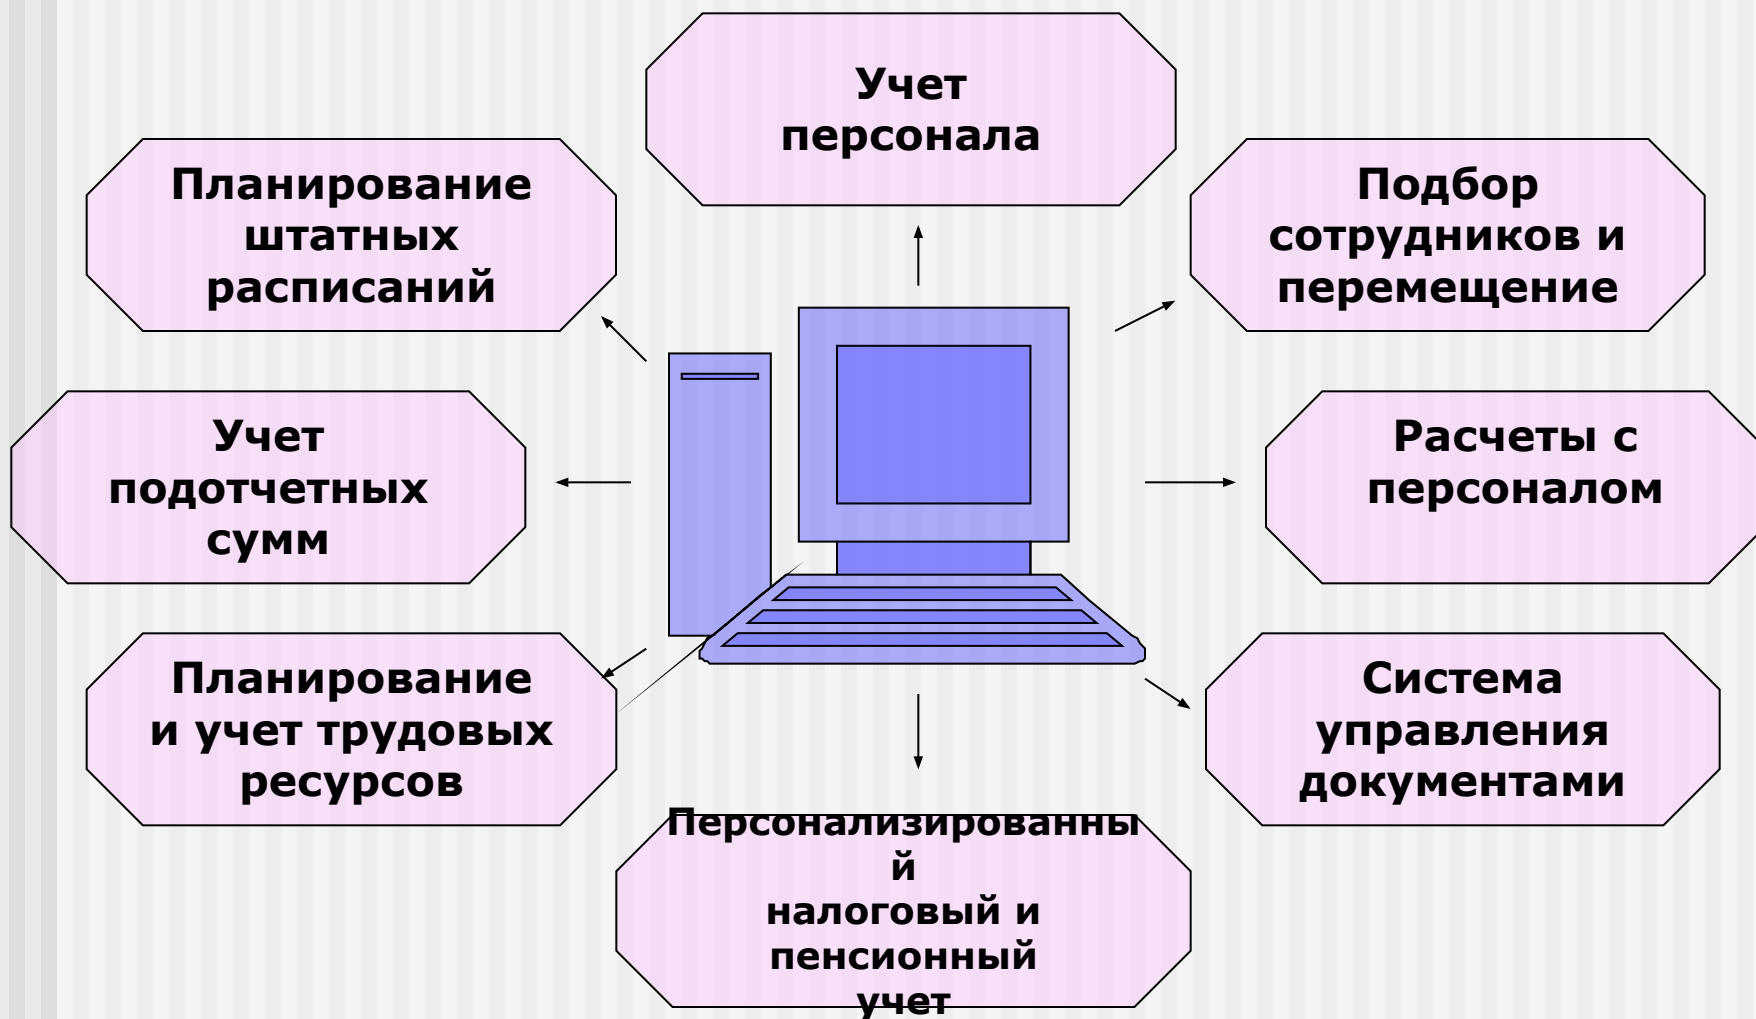 Учет
персонала
Планирование
штатных
расписаний
Подбор
сотрудников и
перемещение
Учет
подотчетных
сумм
Расчеты с
персоналом
Планирование
и учет трудовых
ресурсов
Система
управления
документами
Персонализированны
й
налоговый и
пенсионный
учет